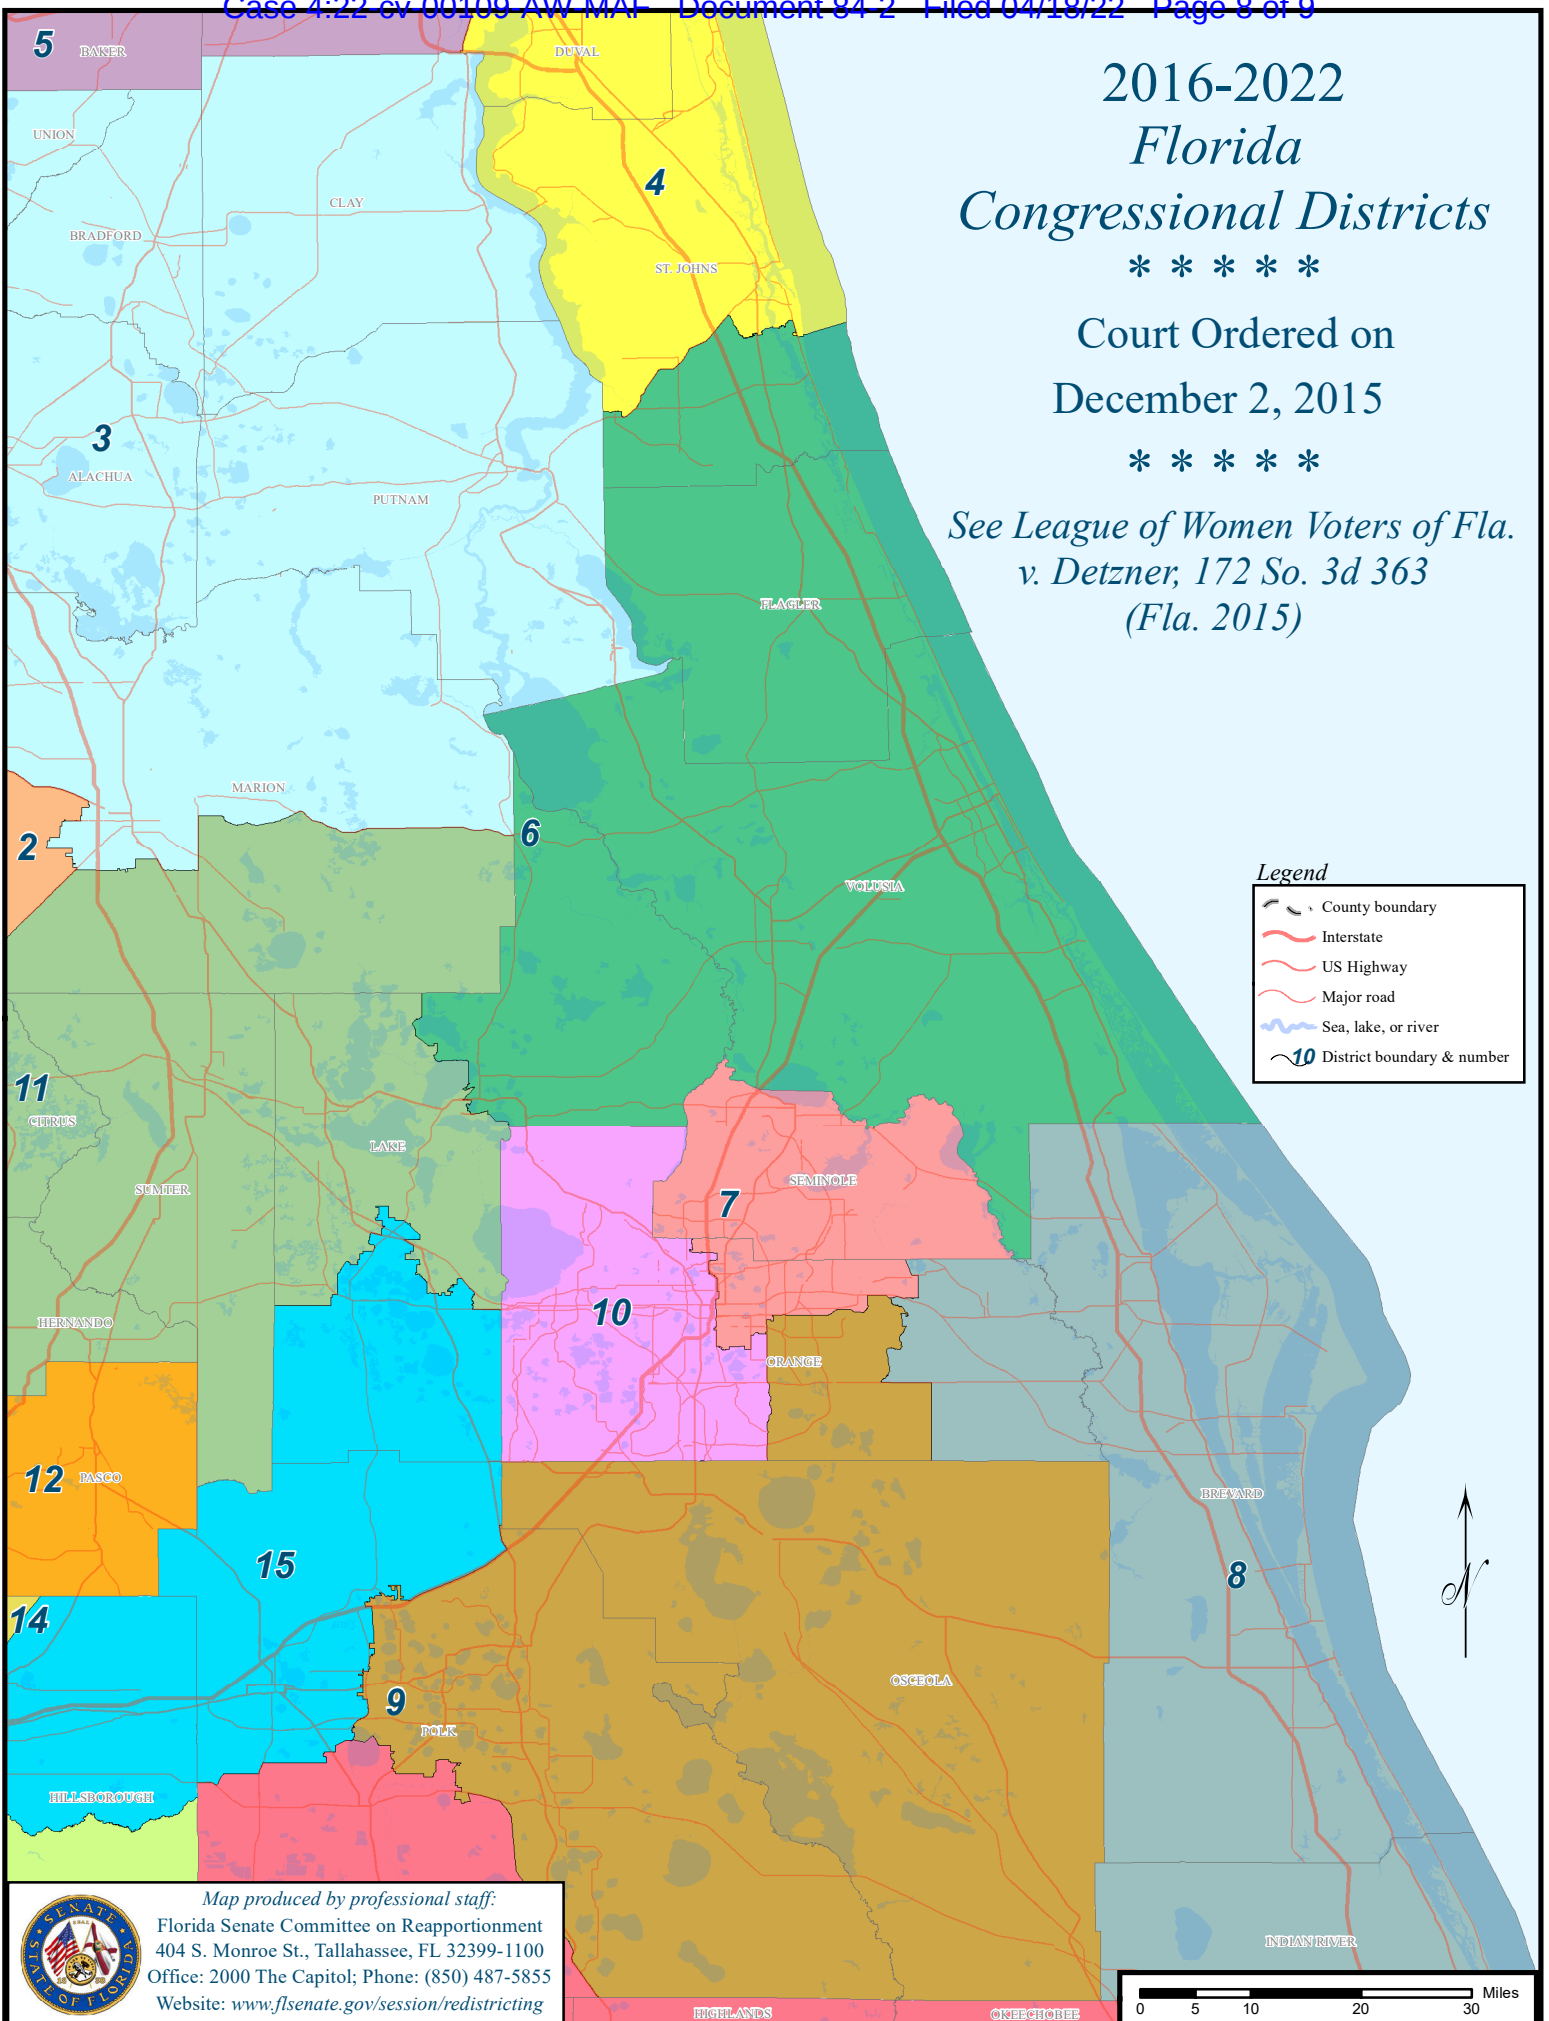 Case 4:22-cv-00109-AW-MAF Document 84-2 Filed 04/18/22 Page 8 of 9
2016-2022
Florida
Congressional Districts
* * * * *
Court Ordered on
December 2, 2015
* * * * *
See League of Women Voters of Fla.
v. Detzner, 172 So. 3d 363
(Fla. 2015)
5
BAKER
DUVAL
UNION
4
CLAY
BRADFORD
ST. JOHNS
3
ALACHUA
PUTNAM
FLAGLER
MARION
2
6
VOLUSIA
Legend
County boundary
Interstate
US Highway
Major road
Sea, lake, or river
10 District boundary & number
11
CITRUS
LAKE
SUMTER
SEMINOLE
7
10
HERNANDO
ORANGE
12
PASCO
BREVARD
15
8
14
N
OSCEOLA
9
POLK
HILLSBOROUGH
INDIAN RIVER
HIGHLANDS
OKEECHOBEE
SENATE
STATE OF FLORIDA
Map produced by professional staff:
Florida Senate Committee on Reapportionment
404 S. Monroe St., Tallahassee, FL 32399-1100
Office: 2000 The Capitol; Phone: (850) 487-5855
Website: www.flsenate.gov/session/redistricting
Miles
0 5 10 20 30